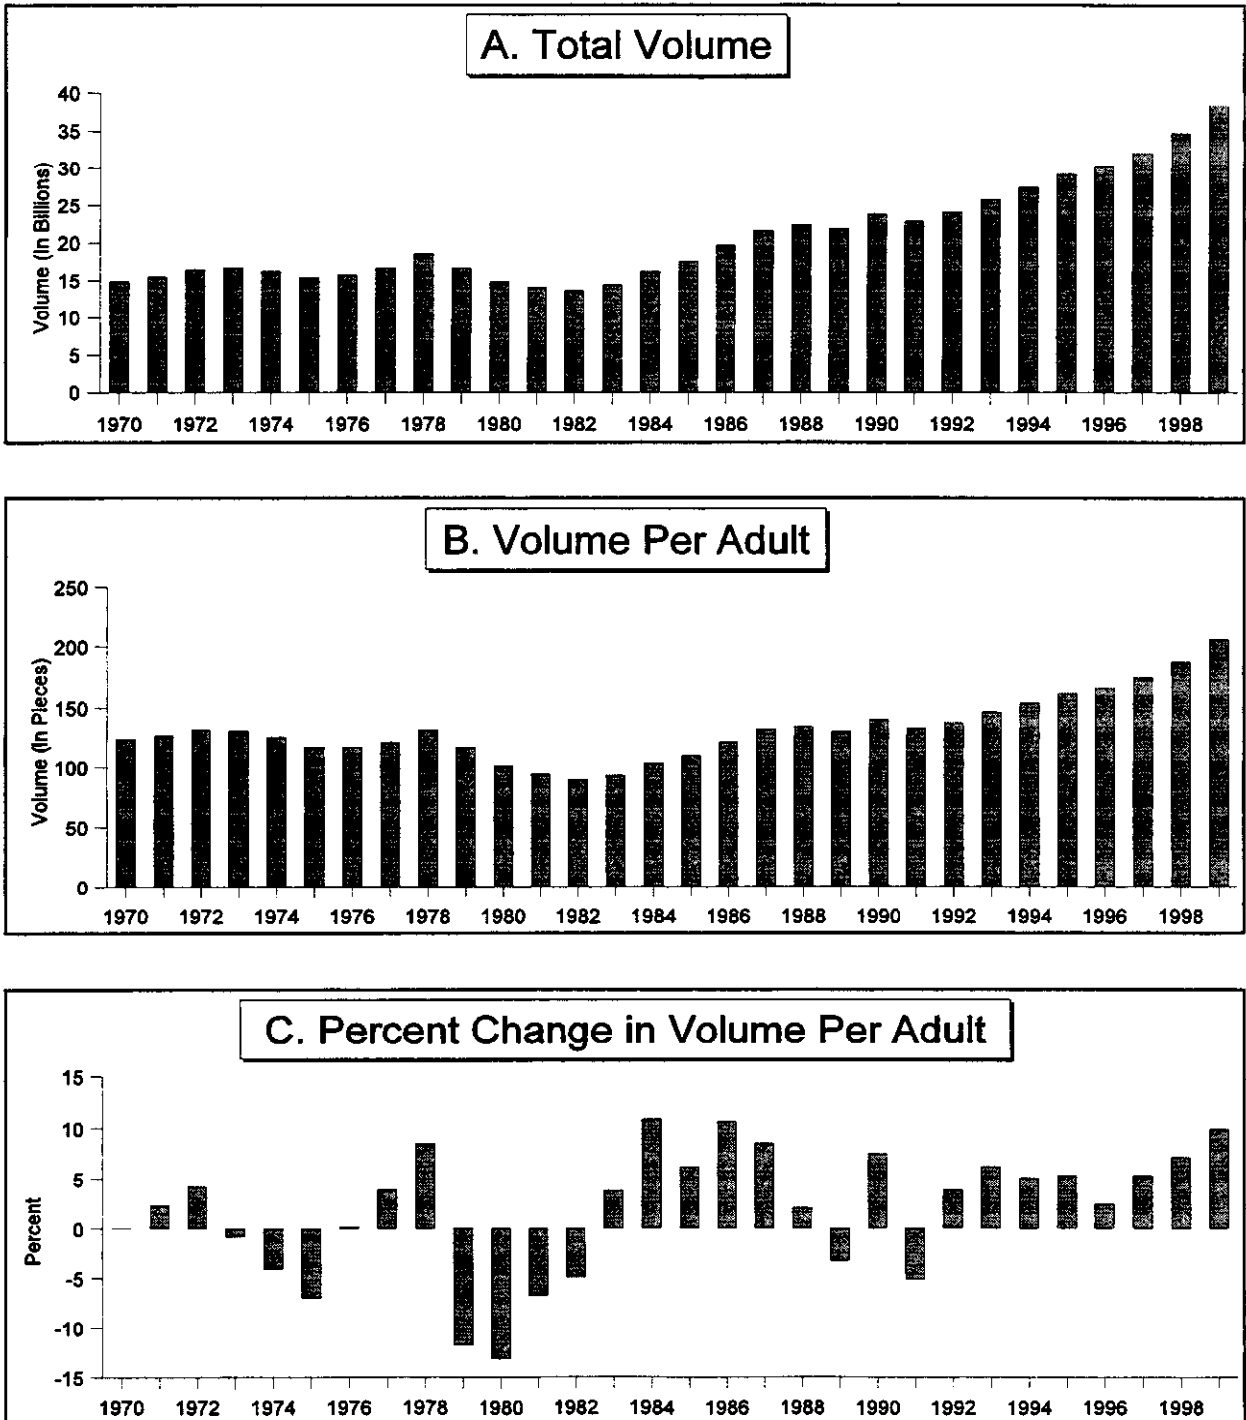 A. Total Volume
40
35
30
25
20
15
10
5
0
Volume (In Billions)
1970 1972 1974 1976 1978 1980 1982 1984 1986 1988 1990 1992 1994 1996 1998
B. Volume Per Adult
250
200
150
100
50
0
Volume (In Pieces)
1970 1972 1974 1976 1978 1980 1982 1984 1986 1988 1990 1992 1994 1996 1998
C. Percent Change in Volume Per Adult
15
10
5
0
-5
-10
-15
Percent
1970 1972 1974 1976 1978 1980 1982 1984 1986 1988 1990 1992 1994 1996 1998